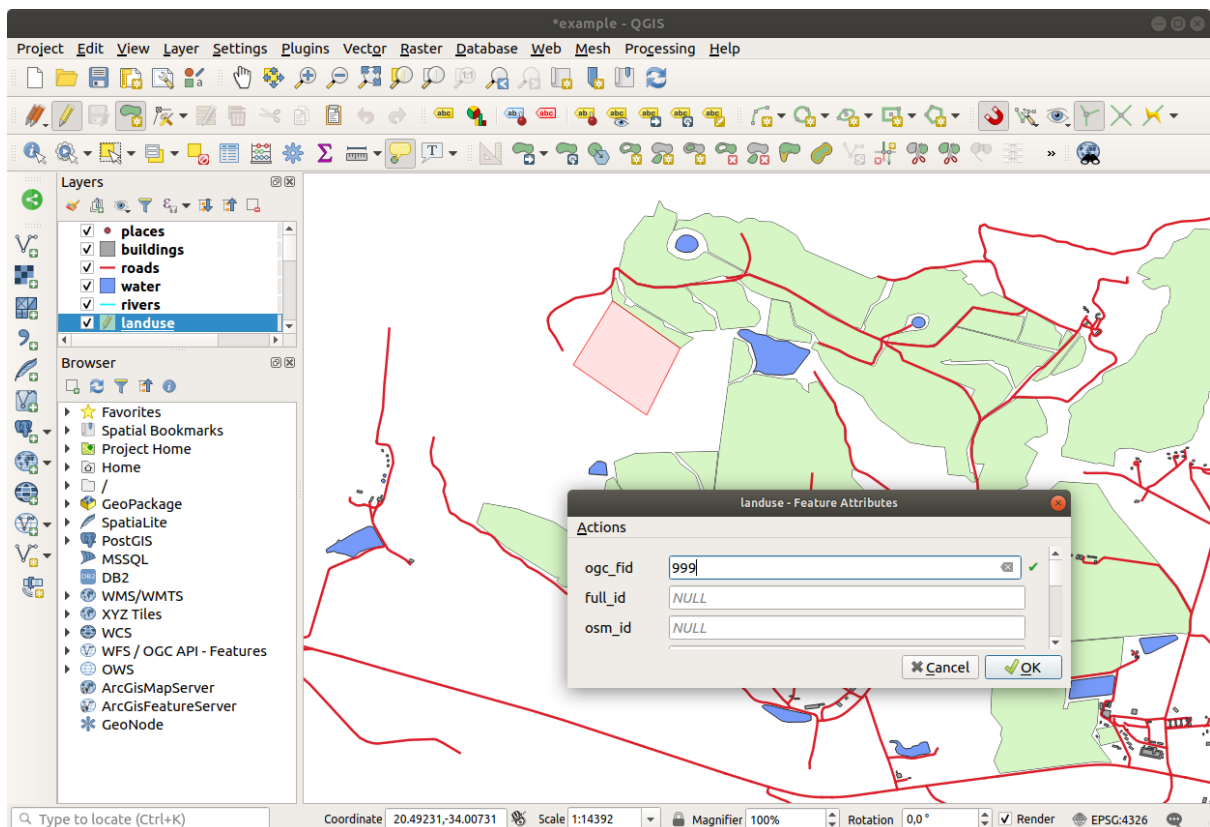 *example - QGIS
Project Edit View Layer Settings Plugins Vector Raster Database Web Mesh Processing Help
Layers
places
buildings
roads
water
rivers
landuse
Browser
Favorites
Spatial Bookmarks
Project Home
Home
/
GeoPackage
SpatiaLite
PostGIS
MSSQL
DB2
WMS/WMTS
XYZ Tiles
WCS
WFS / OGC API - Features
OWS
ArcGisMapServer
ArcGisFeatureServer
GeoNode
landuse - Feature Attributes
Actions
ogc_fid 999
full_id NULL
osm_id NULL
Cancel OK
Type to locate (Ctrl+K) Coordinate 20.49231,-34.00731 Scale 1:14392 Magnifier 100% Rotation 0,0 ° Render EPSG:4326